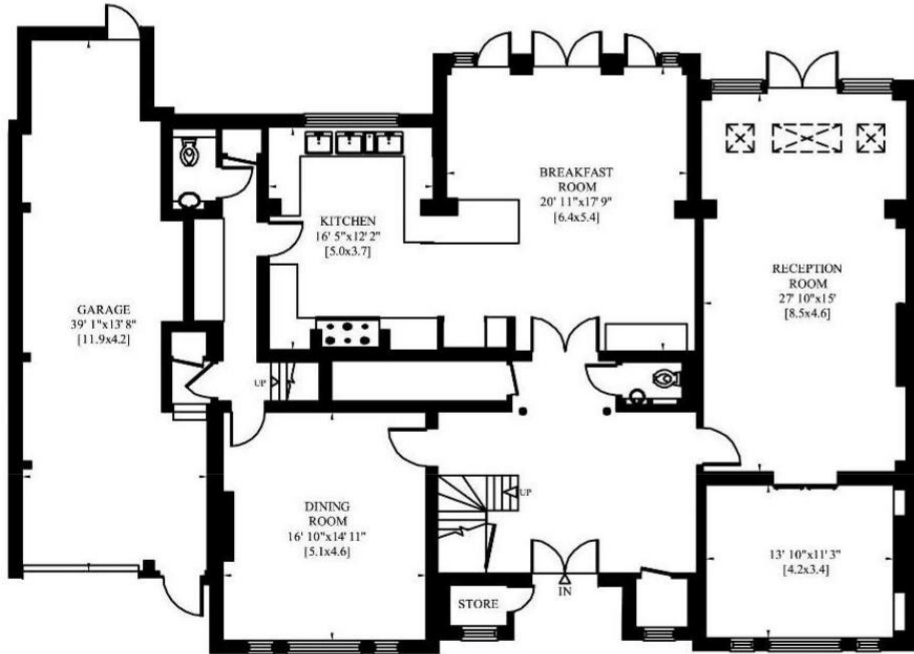 BREAKFAST
ROOM
20' 11"x17' 9"
[6.4x5.4]
KITCHEN
16' 5"x12' 2"
[5.0x3.7]
RECEPTION
ROOM
27' 10"x15'
[8.5x4.6]
GARAGE
39' 1"x13' 8"
[11.9x4.2]
UP
DINING
ROOM
16' 10"x14' 11"
[5.1x4.6]
UP
13' 10"x11' 3"
[4.2x3.4]
IN
STORE